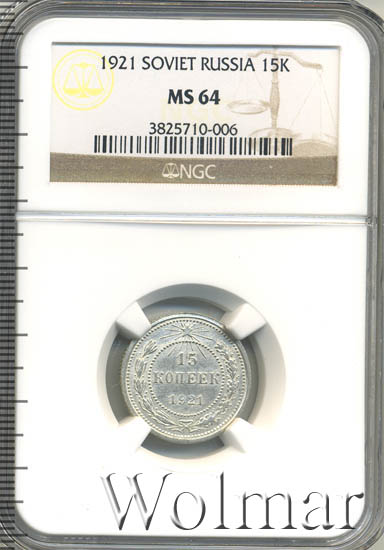 1921 SOVIET RUSSIA 15K
MS 64
3825710-006
NGC
15
КОПЕЕК
1921
Wolmar